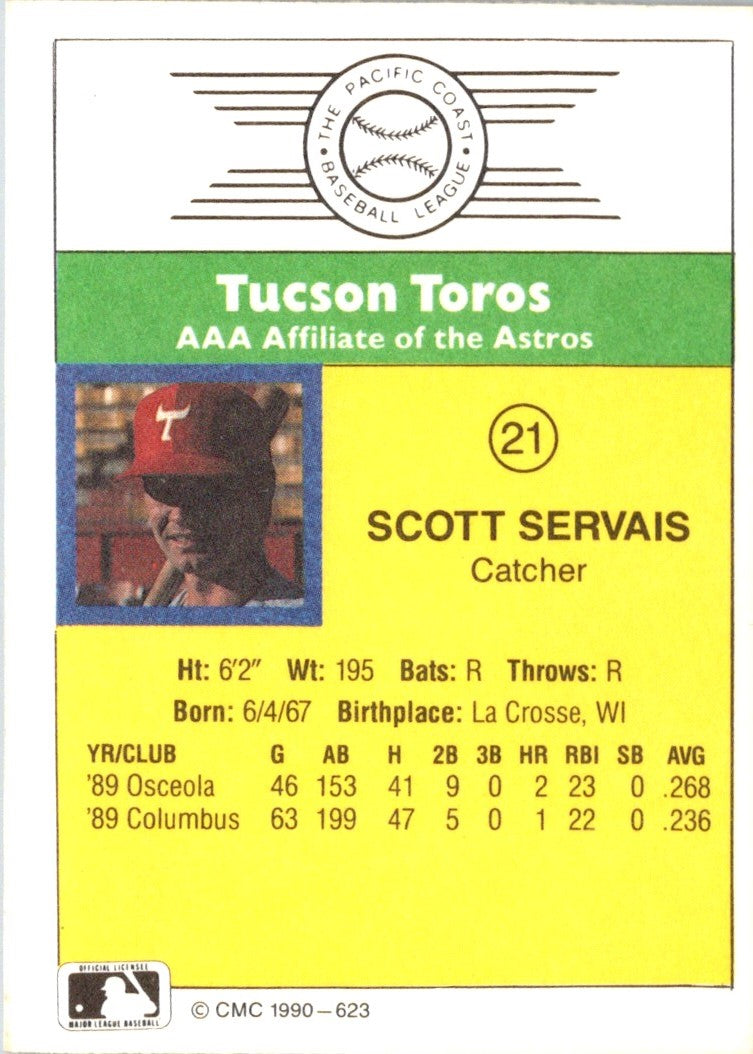 THE PACIFIC COAST
BASEBALL LEAGUE
Tucson Toros
AAA Affiliate of the Astros
T
21
SCOTT SERVAIS
Catcher
Ht: 6'2" Wt: 195 Bats: R Throws: R
Born: 6/4/67 Birthplace: La Crosse, WI
YR/CLUB G AB H 2B 3B HR RBI SB AVG
'89 Osceola 46 153 41 9 0 2 23 0 .268
'89 Columbus 63 199 47 5 0 1 22 0 .236
OFFICIAL LICENSEE
MAJOR LEAGUE BASEBALL
© CMC 1990–623